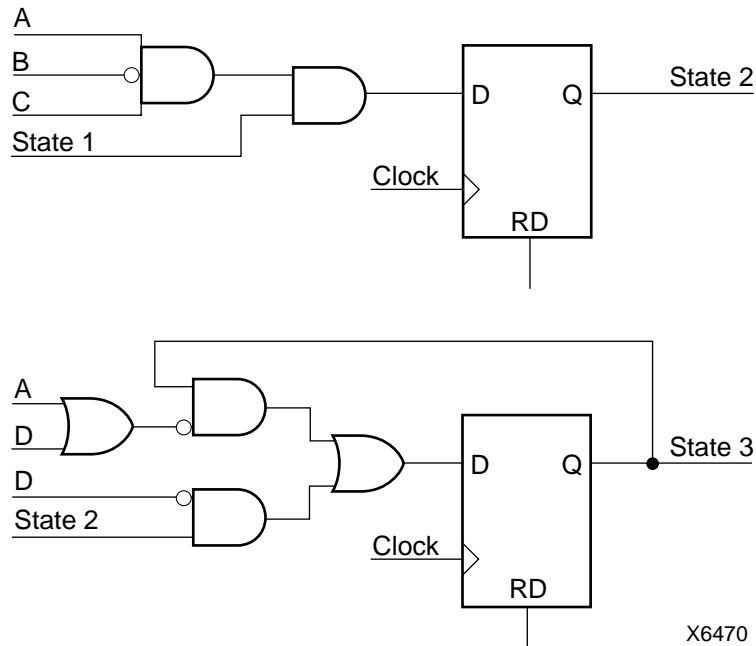 A
B
C
State 1
D Q
State 2
Clock
RD
A
D
D
State 2
D Q
State 3
Clock
RD
X6470